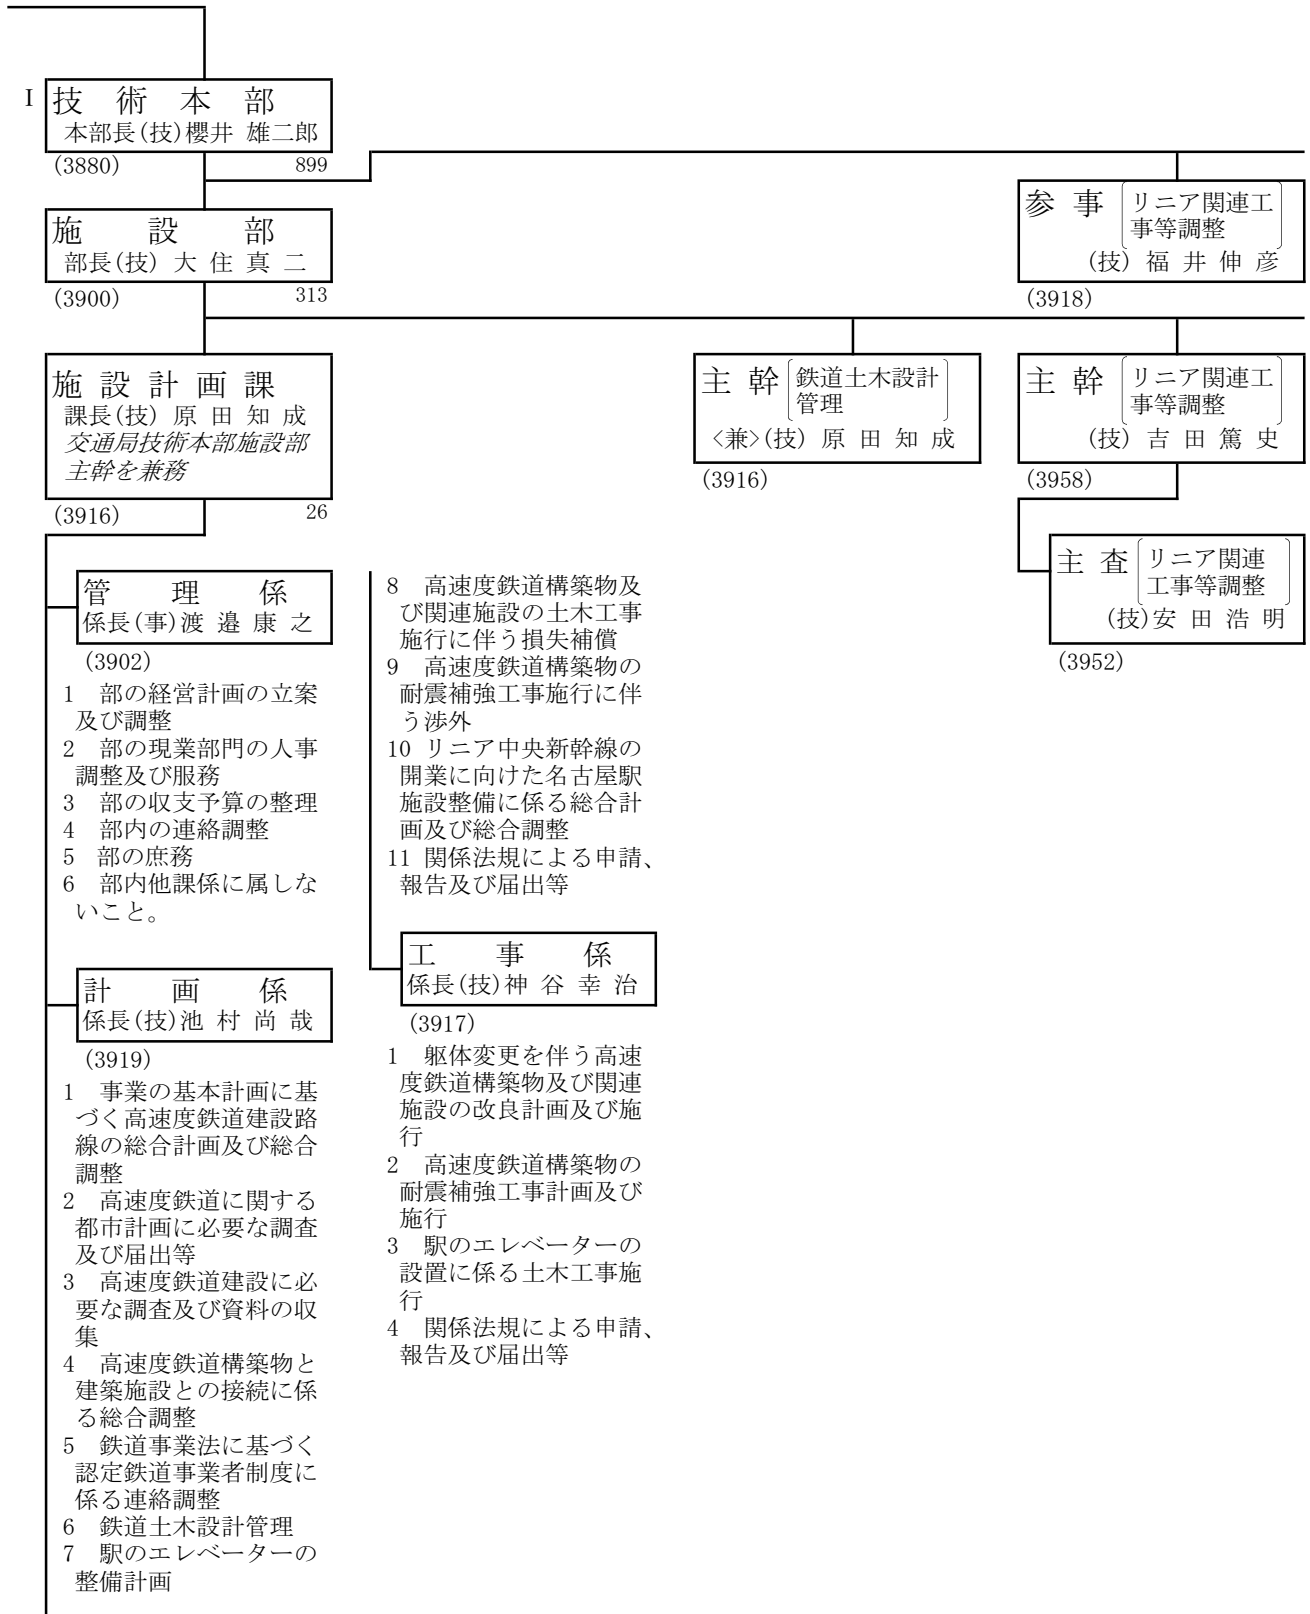 I
技術本部
本部長(技)櫻井 雄二郎
(3880) 899
施設部
部長(技) 大住真二
(3900) 313
参事 リニア関連工
事等調整
(技) 福井伸彦
(3918)
施設計画課
課長(技) 原田知成
交通局技術本部施設部
主幹を兼務
(3916) 26
主幹 鉄道土木設計
管理
<兼>(技) 原田知成
(3916)
主幹 リニア関連工
事等調整
(技) 吉田篤史
(3958)
主査 リニア関連
工事等調整
(技)安田浩明
(3952)
管理係
係長(事)渡邉康之
(3902)
1 部の経営計画の立案
及び調整
2 部の現業部門の人事
調整及び服務
3 部の収支予算の整理
4 部内の連絡調整
5 部の庶務
6 部内他課係に属しな
いこと。
計画係
係長(技)池村尚哉
(3919)
1 事業の基本計画に基
づく高速度鉄道建設路
線の総合計画及び総合
調整
2 高速度鉄道に関する
都市計画に必要な調査
及び届出等
3 高速度鉄道建設に必
要な調査及び資料の収
集
4 高速度鉄道構築物と
建築施設との接続に係
る総合調整
5 鉄道事業法に基づく
認定鉄道事業者制度に
係る連絡調整
6 鉄道土木設計管理
7 駅のエレベーターの
整備計画
8 高速度鉄道構築物及
び関連施設の土木工事
施行に伴う損失補償
9 高速度鉄道構築物の
耐震補強工事施行に伴
う渉外
10 リニア中央新幹線の
開業に向けた名古屋駅
施設整備に係る総合計
画及び総合調整
11 関係法規による申請、
報告及び届出等
工事係
係長(技)神谷幸治
(3917)
1 躯体変更を伴う高速
度鉄道構築物及び関連
施設の改良計画及び施
行
2 高速度鉄道構築物の
耐震補強工事計画及び
施行
3 駅のエレベーターの
設置に係る土木工事施
行
4 関係法規による申請、
報告及び届出等